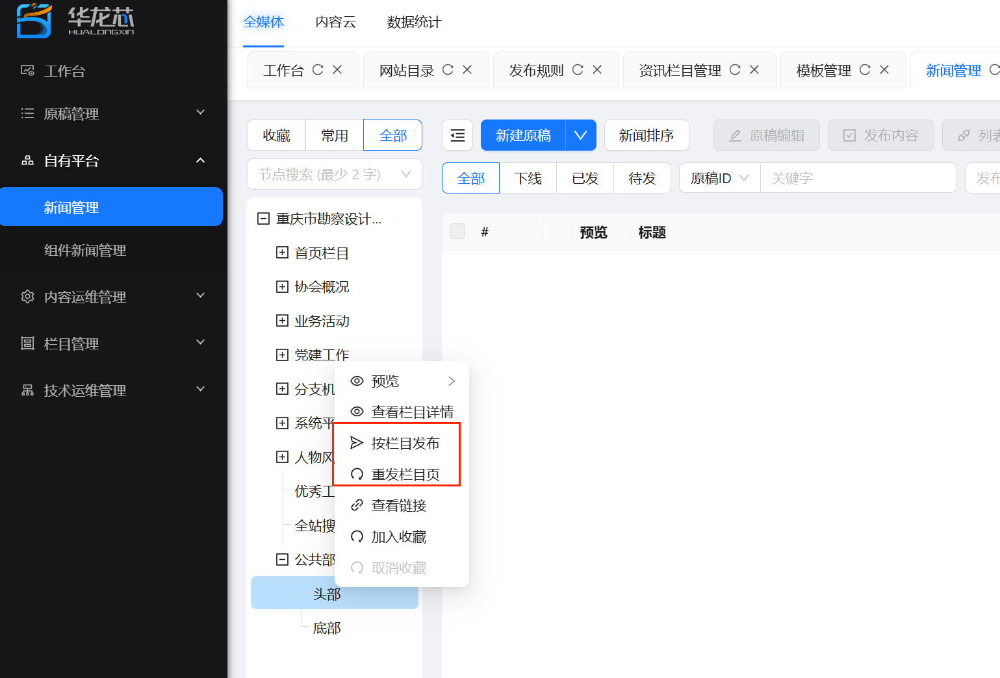 华龙芯
HUALONGXIN
全媒体 内容云 数据统计
工作台 网站目录 发布规则 资讯栏目管理 模板管理 新闻管理
工作台
原稿管理
自有平台
新闻管理
组件新闻管理
内容运维管理
栏目管理
技术运维管理
收藏 常用 全部
节点搜索 (最少 2 字)
重庆市勘察设计...
首页栏目
协会概况
业务活动
党建工作
分支机
系统平
人物风
优秀工
全站搜
公共部
头部
底部
新建原稿 新闻排序 原稿编辑 发布内容 列表
全部 下线 已发 待发 原稿ID 关键字 发布
# 预览 标题
预览
查看栏目详情
按栏目发布
重发栏目页
查看链接
加入收藏
取消收藏